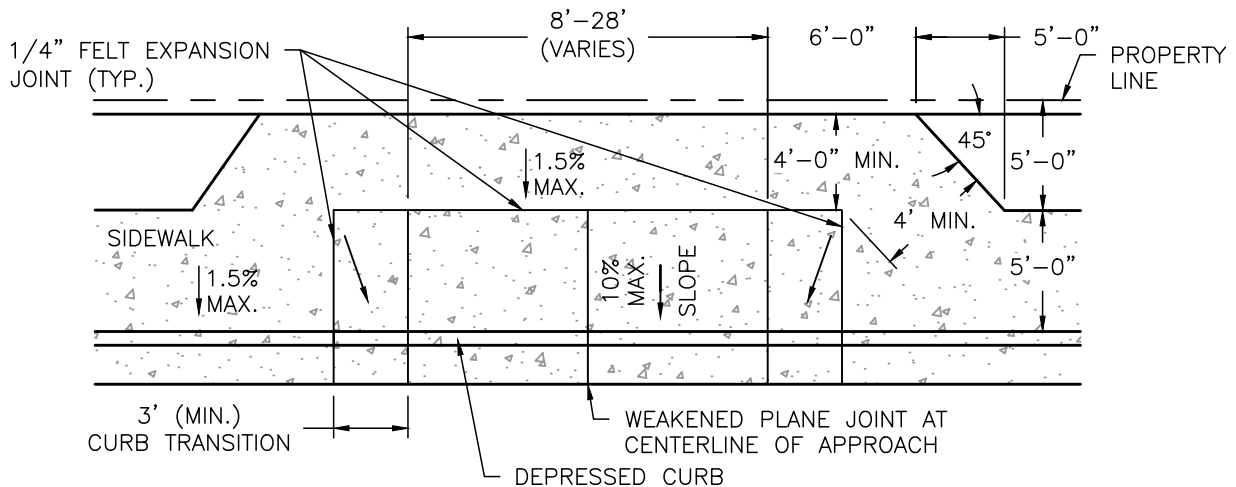 8'-28'
(VARIES)
6'-0"
5'-0"
1/4" FELT EXPANSION
JOINT (TYP.)
PROPERTY
LINE
1.5%
MAX.
4'-0" MIN.
45°
5'-0"
4' MIN.
SIDEWALK
1.5%
MAX.
10%
MAX.
SLOPE
5'-0"
3' (MIN.)
CURB TRANSITION
WEAKENED PLANE JOINT AT
CENTERLINE OF APPROACH
DEPRESSED CURB